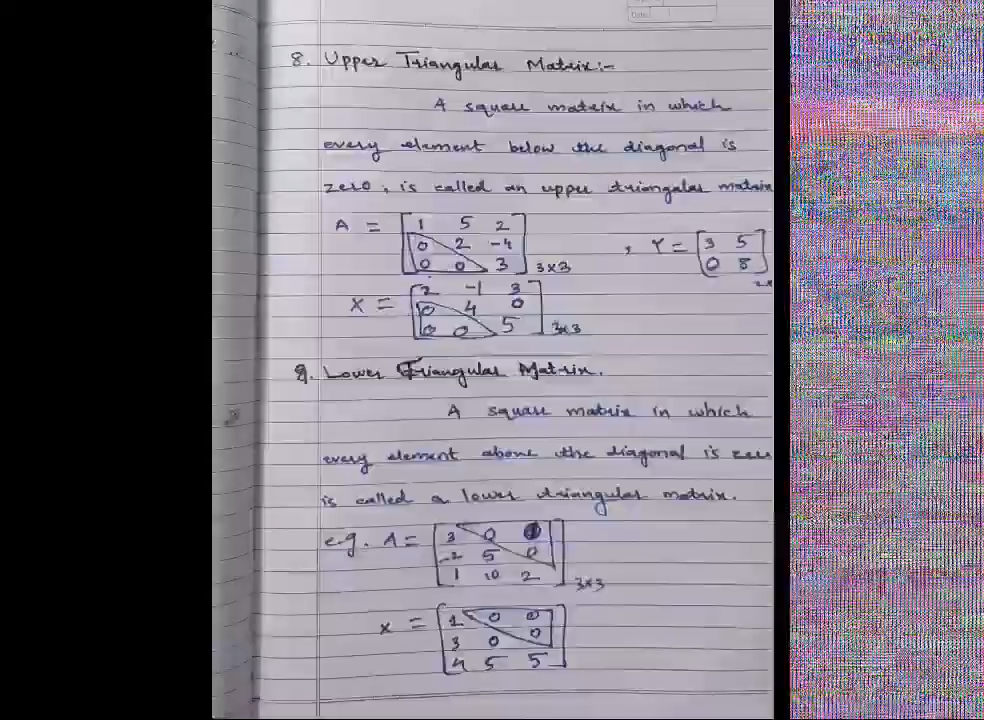 Date
8. Upper Triangular Matrix:-
A square matrix in which
every element below the diagonal is
zero, is called an upper triangular matrix
A = [1 5 2
0 2 -4
0 0 3] 3x3
, Y = [3 5
0 8]
X = [2 -1 3
0 4 0
0 0 5] 3x3
9. Lower Triangular Matrix.
A square matrix in which
every element above the diagonal is zero
is called a lower triangular matrix.
e.g. A = [3 0 0
-2 5 0
1 10 2] 3x3
X = [1 0 0
3 0 0
4 5 5]